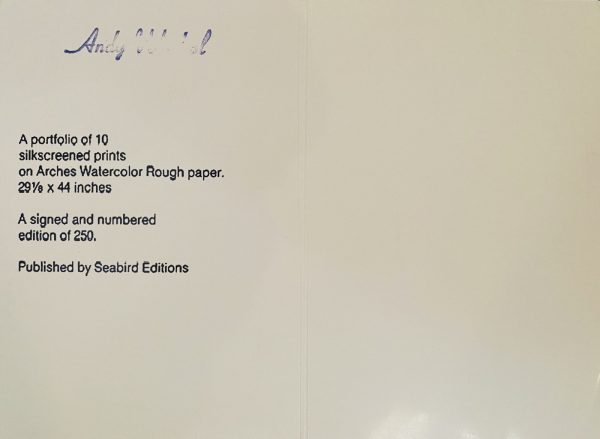 Andy
A portfolio of 10
silkscreened prints
on Arches Watercolor Rough paper.
29⅛ x 44 inches
A signed and numbered
edition of 250.
Published by Seabird Editions